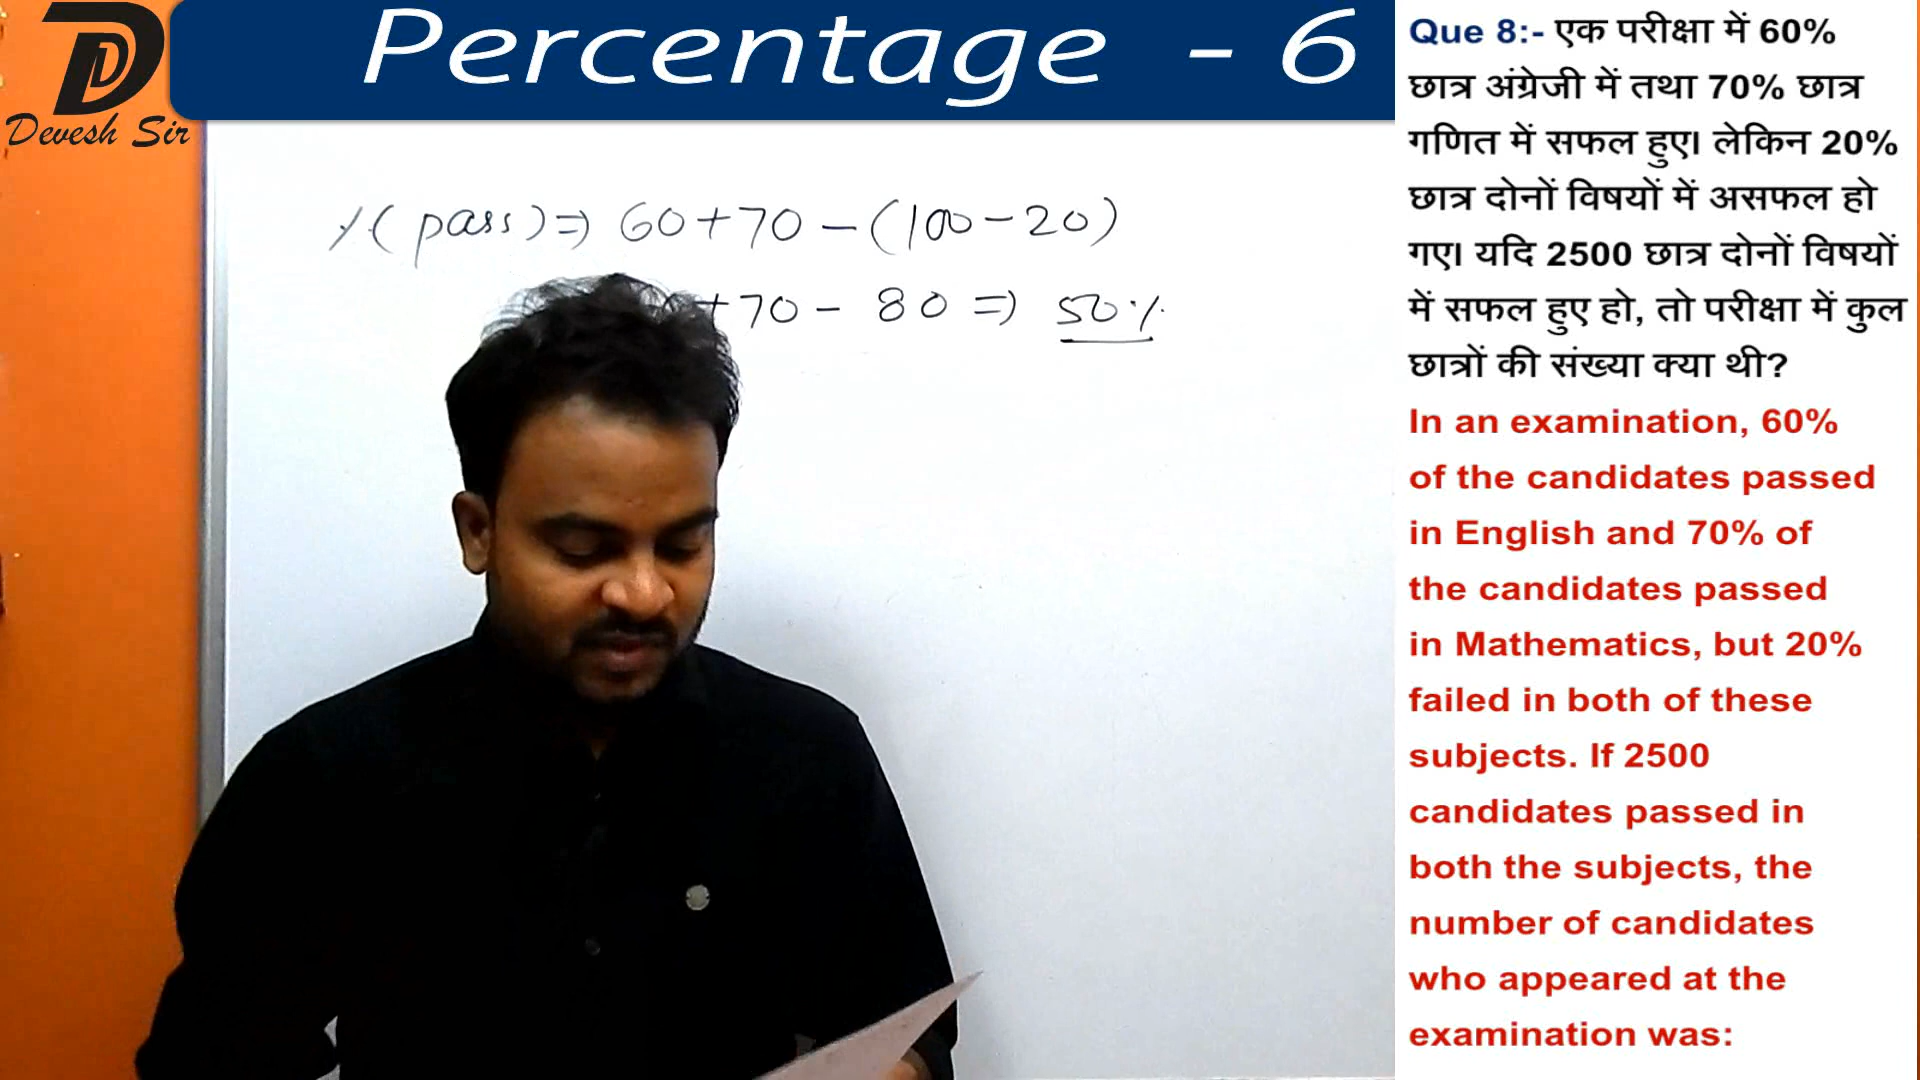 Devesh Sir
Percentage - 6
% (pass) ⇒ 60+70 - (100-20)
+70 - 80 ⇒ 50%
Que 8:- एक परीक्षा में 60%
छात्र अंग्रेजी में तथा 70% छात्र
गणित में सफल हुए। लेकिन 20%
छात्र दोनों विषयों में असफल हो
गए। यदि 2500 छात्र दोनों विषयों
में सफल हुए हो, तो परीक्षा में कुल
छात्रों की संख्या क्या थी?
In an examination, 60%
of the candidates passed
in English and 70% of
the candidates passed
in Mathematics, but 20%
failed in both of these
subjects. If 2500
candidates passed in
both the subjects, the
number of candidates
who appeared at the
examination was: